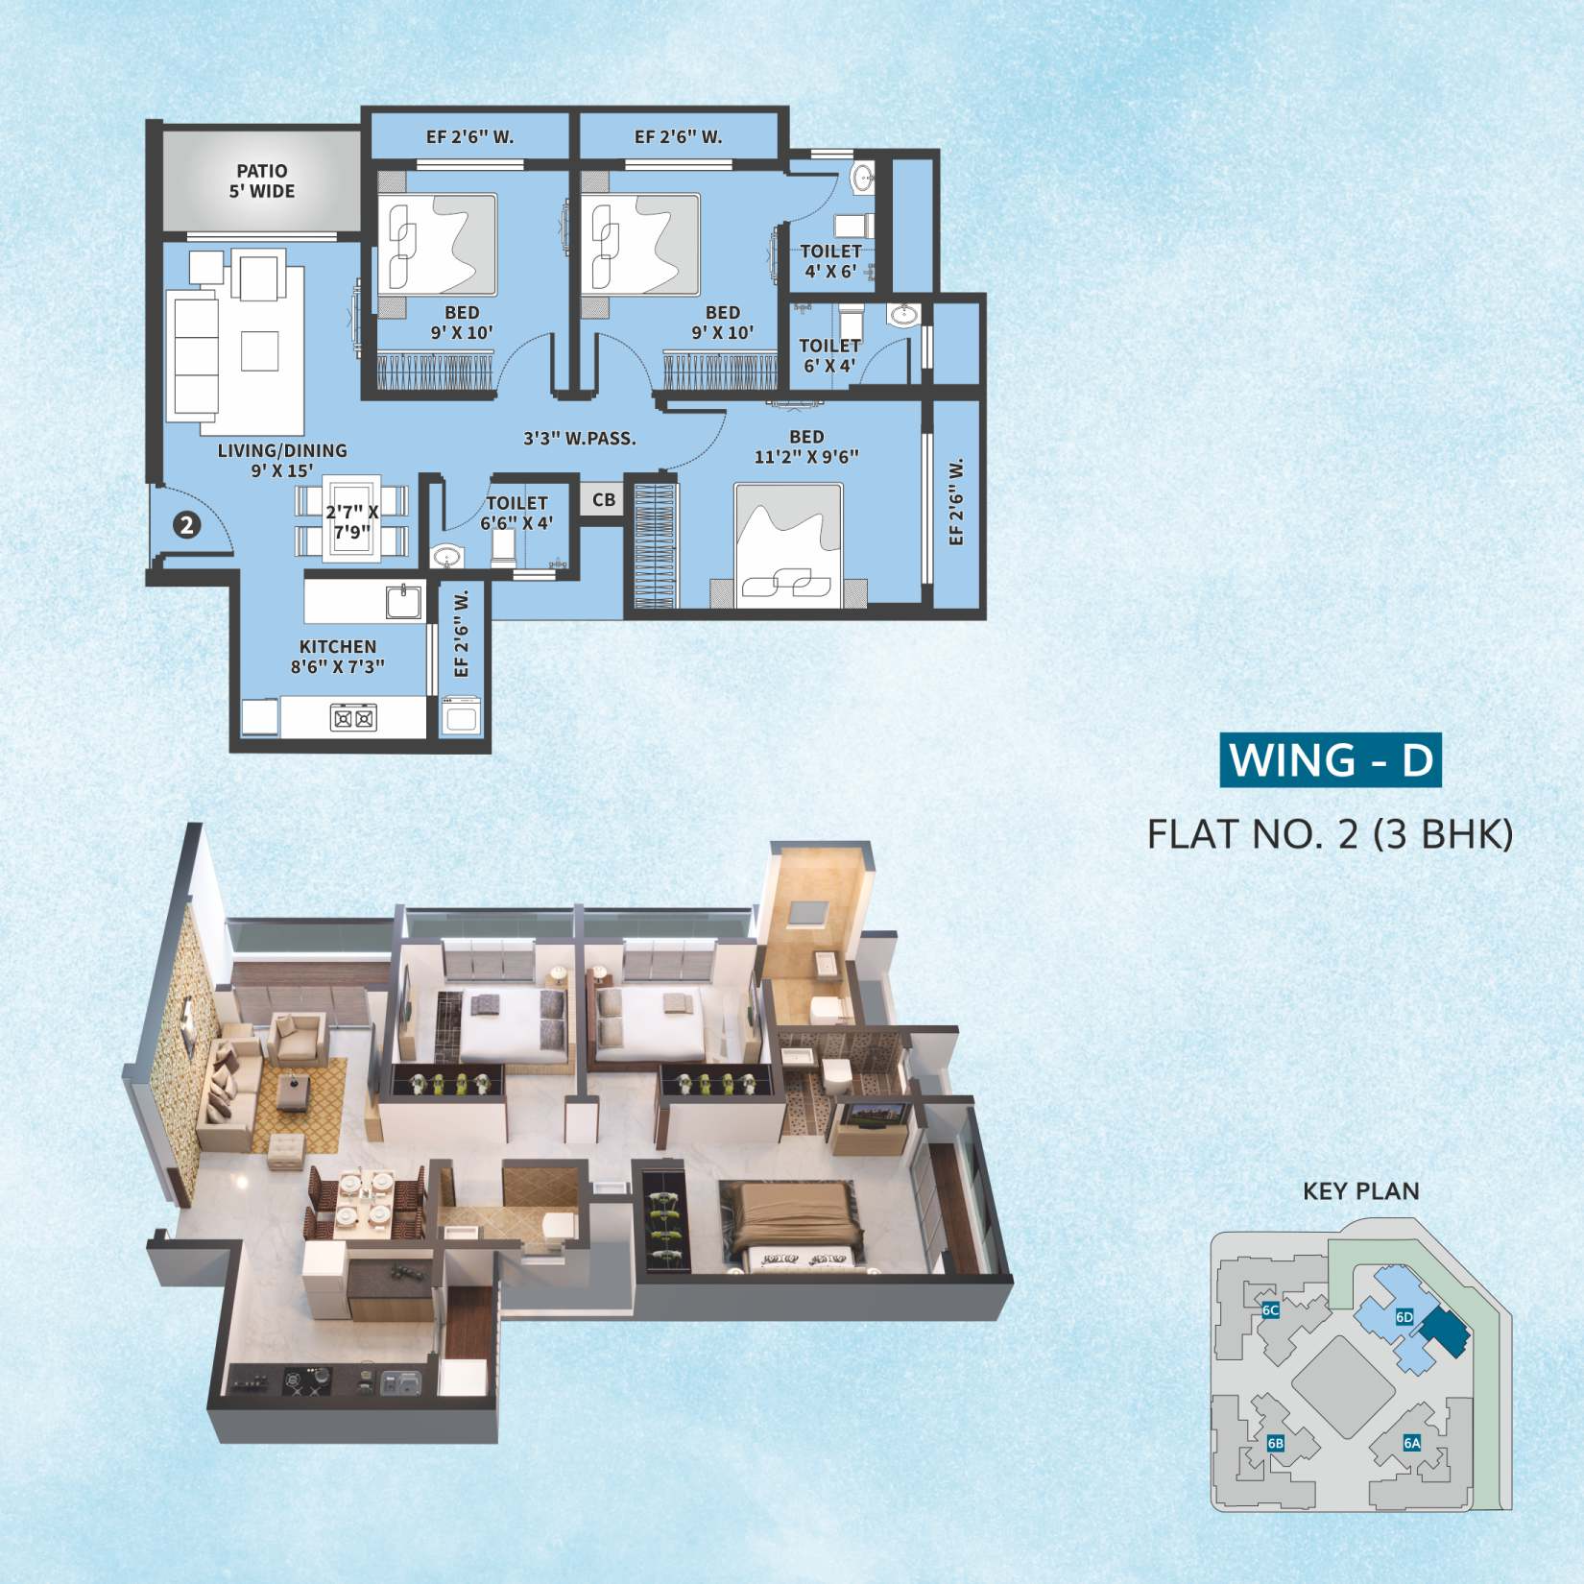 EF 2'6" W.
EF 2'6" W.
PATIO
5' WIDE
TOILET
4' X 6'
BED
9' X 10'
BED
9' X 10'
TOILET
6' X 4'
3'3" W.PASS.
BED
11'2" X 9'6"
LIVING/DINING
9' X 15'
EF 2'6" W.
2'7" X
7'9"
TOILET
6'6" X 4'
CB
2
KITCHEN
8'6" X 7'3"
EF 2'6" W.
WING - D
FLAT NO. 2 (3 BHK)
KEY PLAN
6C
6D
6B
6A